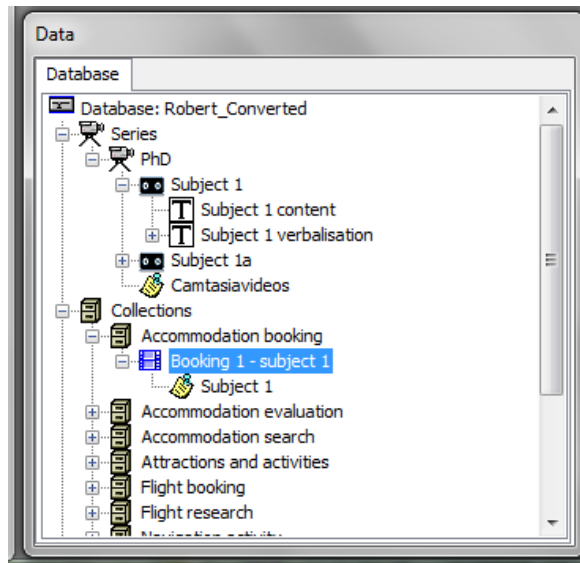 Data
Database
Database: Robert_Converted
Series
PhD
Subject 1
T Subject 1 content
T Subject 1 verbalisation
Subject 1a
Camtasiavideos
Collections
Accommodation booking
Booking 1 - subject 1
Subject 1
Accommodation evaluation
Accommodation search
Attractions and activities
Flight booking
Flight research